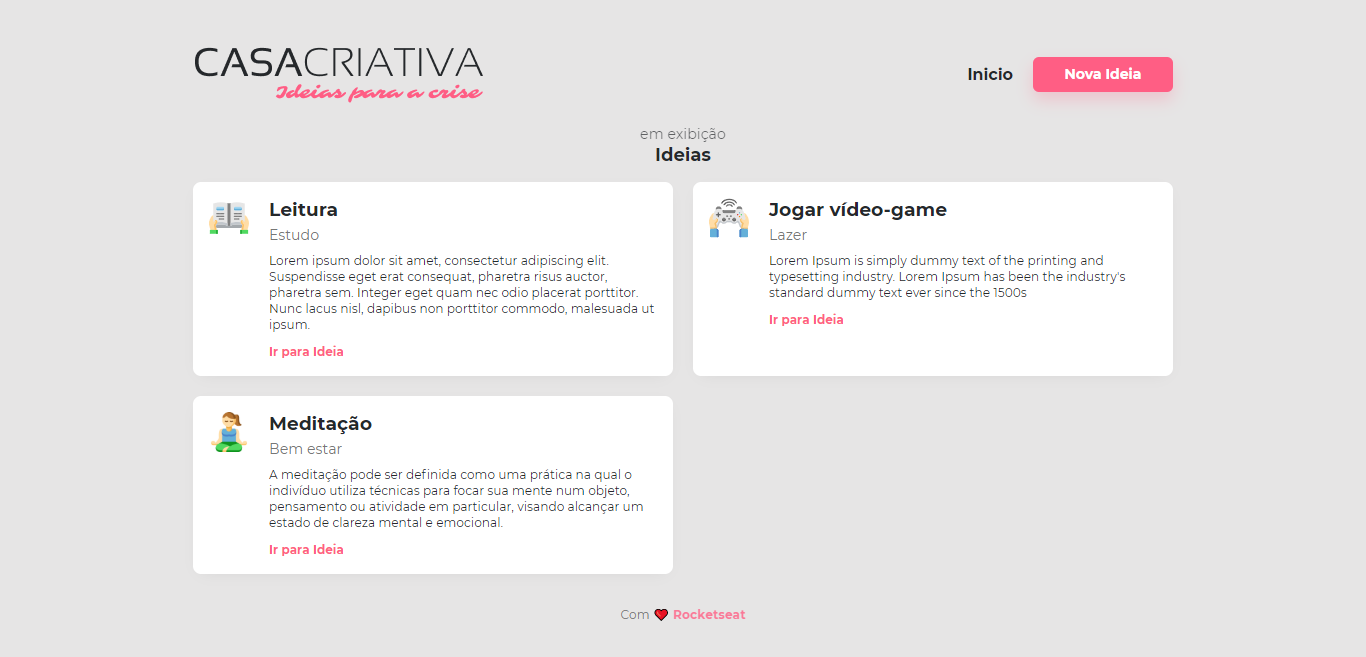 CASACRIATIVA
Ideias para a crise
Inicio
Nova Ideia
em exibição
Ideias
Leitura
Estudo
Lorem ipsum dolor sit amet, consectetur adipiscing elit.
Suspendisse eget erat consequat, pharetra risus auctor,
pharetra sem. Integer eget quam nec odio placerat porttitor.
Nunc lacus nisl, dapibus non porttitor commodo, malesuada ut
ipsum.
Ir para Ideia
Jogar vídeo-game
Lazer
Lorem Ipsum is simply dummy text of the printing and
typesetting industry. Lorem Ipsum has been the industry's
standard dummy text ever since the 1500s
Ir para Ideia
Meditação
Bem estar
A meditação pode ser definida como uma prática na qual o
indivíduo utiliza técnicas para focar sua mente num objeto,
pensamento ou atividade em particular, visando alcançar um
estado de clareza mental e emocional.
Ir para Ideia
Com ❤ Rocketseat